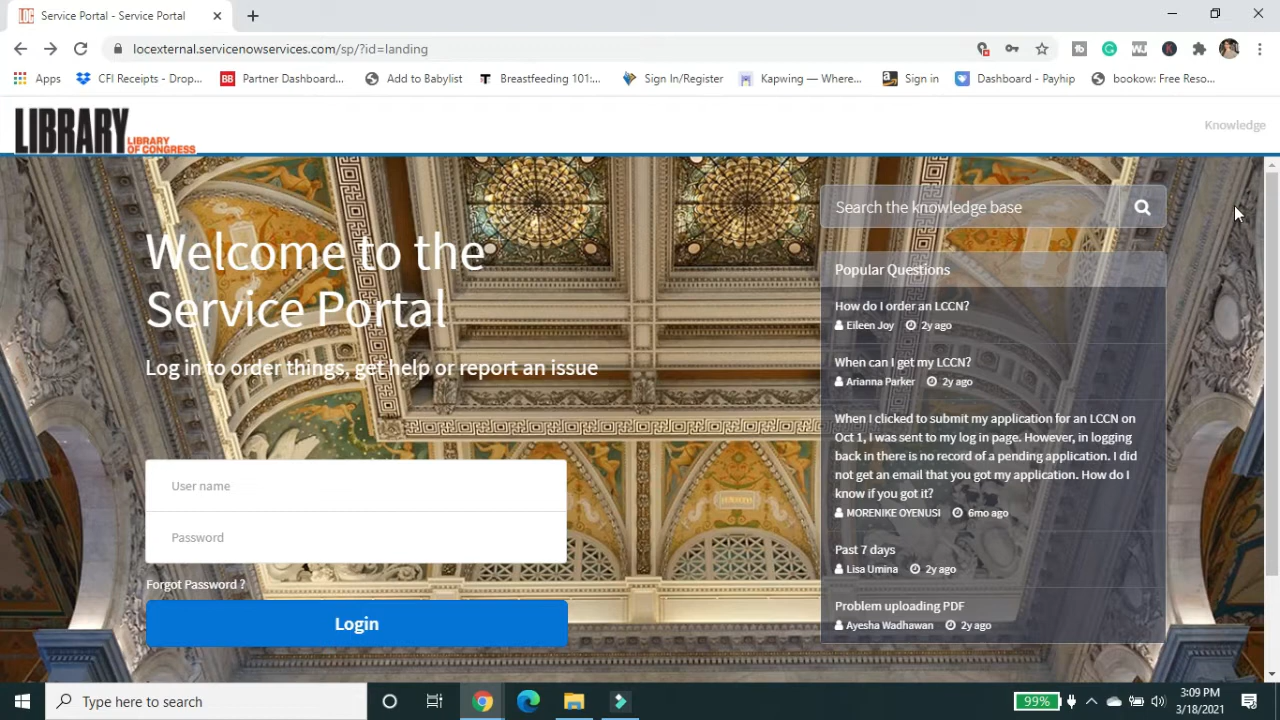 Service Portal - Service Portal
locexternal.servicenowservices.com/sp/?id=landing
Apps
CFI Receipts - Drop...
BB
Partner Dashboard...
Add to Babylist
T
Breastfeeding 101:...
Sign In/Register
Kapwing — Where...
Sign in
Dashboard - Payhip
bookow: Free Reso...
LIBRARY
LIBRARY
OF CONGRESS
Knowledge
Welcome to the
Service Portal
Log in to order things, get help or report an issue
User name
Password
Forgot Password ?
Login
Search the knowledge base
Popular Questions
How do I order an LCCN?
Eileen Joy 2y ago
When can I get my LCCN?
Arianna Parker 2y ago
When I clicked to submit my application for an LCCN on
Oct 1, I was sent to my log in page. However, in logging
back in there is no record of a pending application. I did
not get an email that you got my application. How do I
know if you got it?
MORENIKE OYENUSI 6mo ago
Past 7 days
Lisa Umina 2y ago
Problem uploading PDF
Ayesha Wadhawan 2y ago
Type here to search
99%
3:09 PM
3/18/2021